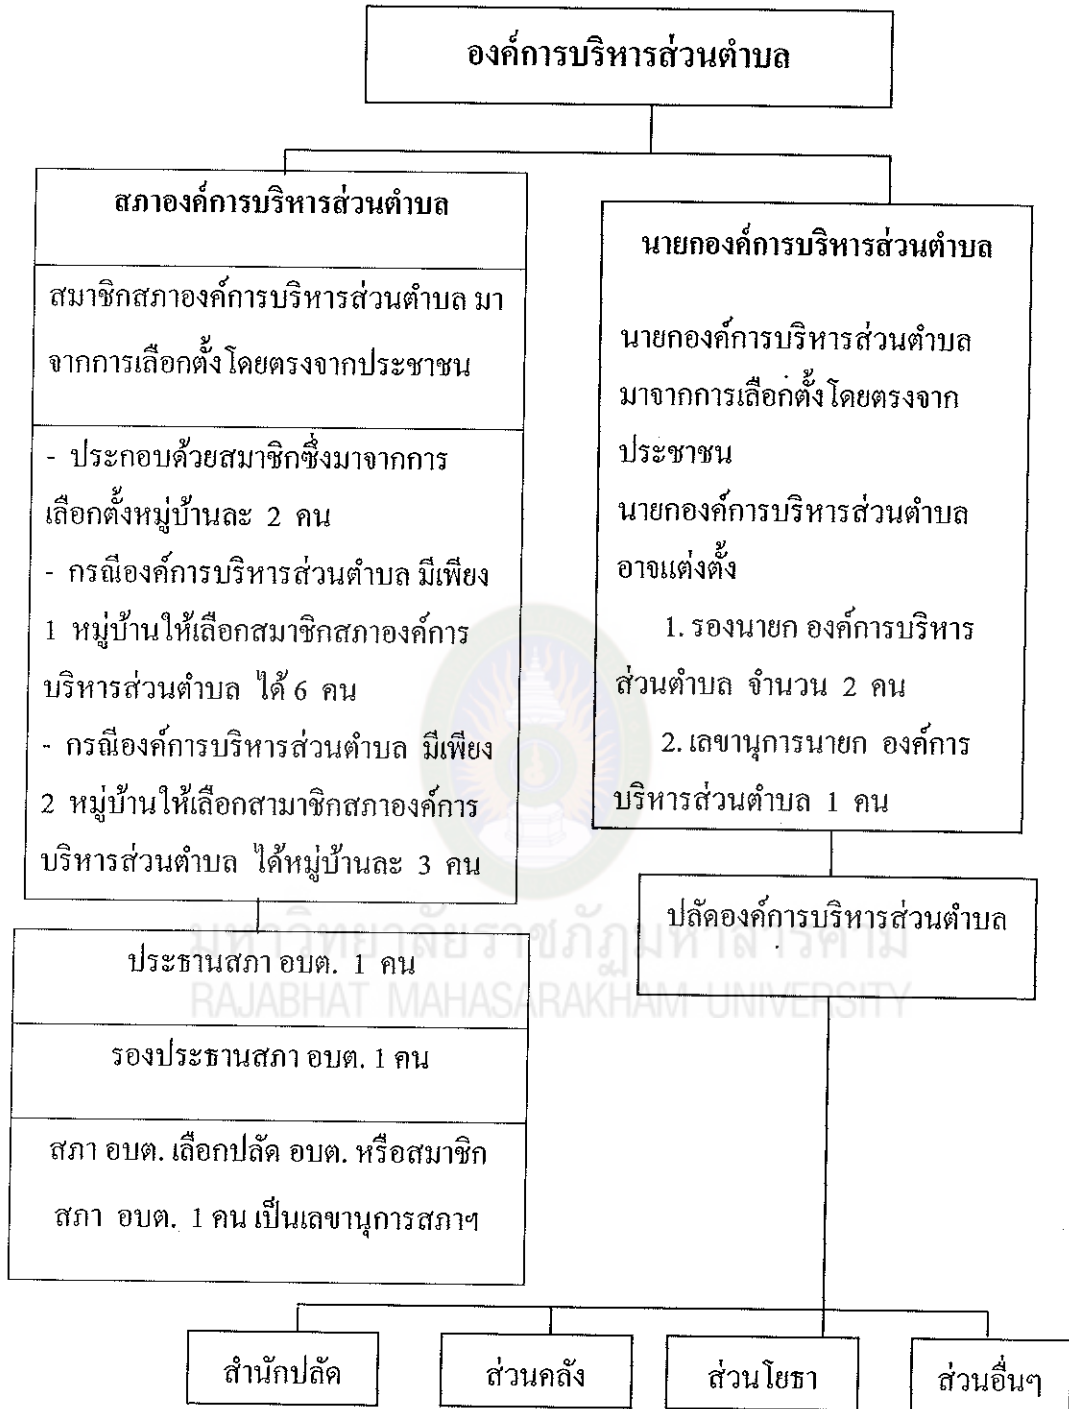 องค์การบริหารส่วนตำบล
สภาองค์การบริหารส่วนตำบล
สมาชิกสภาองค์การบริหารส่วนตำบล มา
จากการเลือกตั้งโดยตรงจากประชาชน
- ประกอบด้วยสมาชิกซึ่งมาจากการ
เลือกตั้งหมู่บ้านละ 2 คน
- กรณีองค์การบริหารส่วนตำบล มีเพียง
1 หมู่บ้านให้เลือกสมาชิกสภาองค์การ
บริหารส่วนตำบล ได้ 6 คน
- กรณีองค์การบริหารส่วนตำบล มีเพียง
2 หมู่บ้านให้เลือกสามาชิกสภาองค์การ
บริหารส่วนตำบล ได้หมู่บ้านละ 3 คน
ประธานสภา อบต. 1 คน
รองประธานสภา อบต. 1 คน
สภา อบต. เลือกปลัด อบต. หรือสมาชิก
สภา อบต. 1 คน เป็นเลขานุการสภาฯ
นายกองค์การบริหารส่วนตำบล
นายกองค์การบริหารส่วนตำบล
มาจากการเลือกตั้งโดยตรงจาก
ประชาชน
นายกองค์การบริหารส่วนตำบล
อาจแต่งตั้ง
1. รองนายก องค์การบริหาร
ส่วนตำบล จำนวน 2 คน
2. เลขานุการนายก องค์การ
บริหารส่วนตำบล 1 คน
ปลัดองค์การบริหารส่วนตำบล
มหาวิทยาลัยราชภัฏมหาสารคาม
RAJABHAT MAHASARAKHAM UNIVERSITY
สำนักปลัด
ส่วนคลัง
ส่วนโยธา
ส่วนอื่นๆ